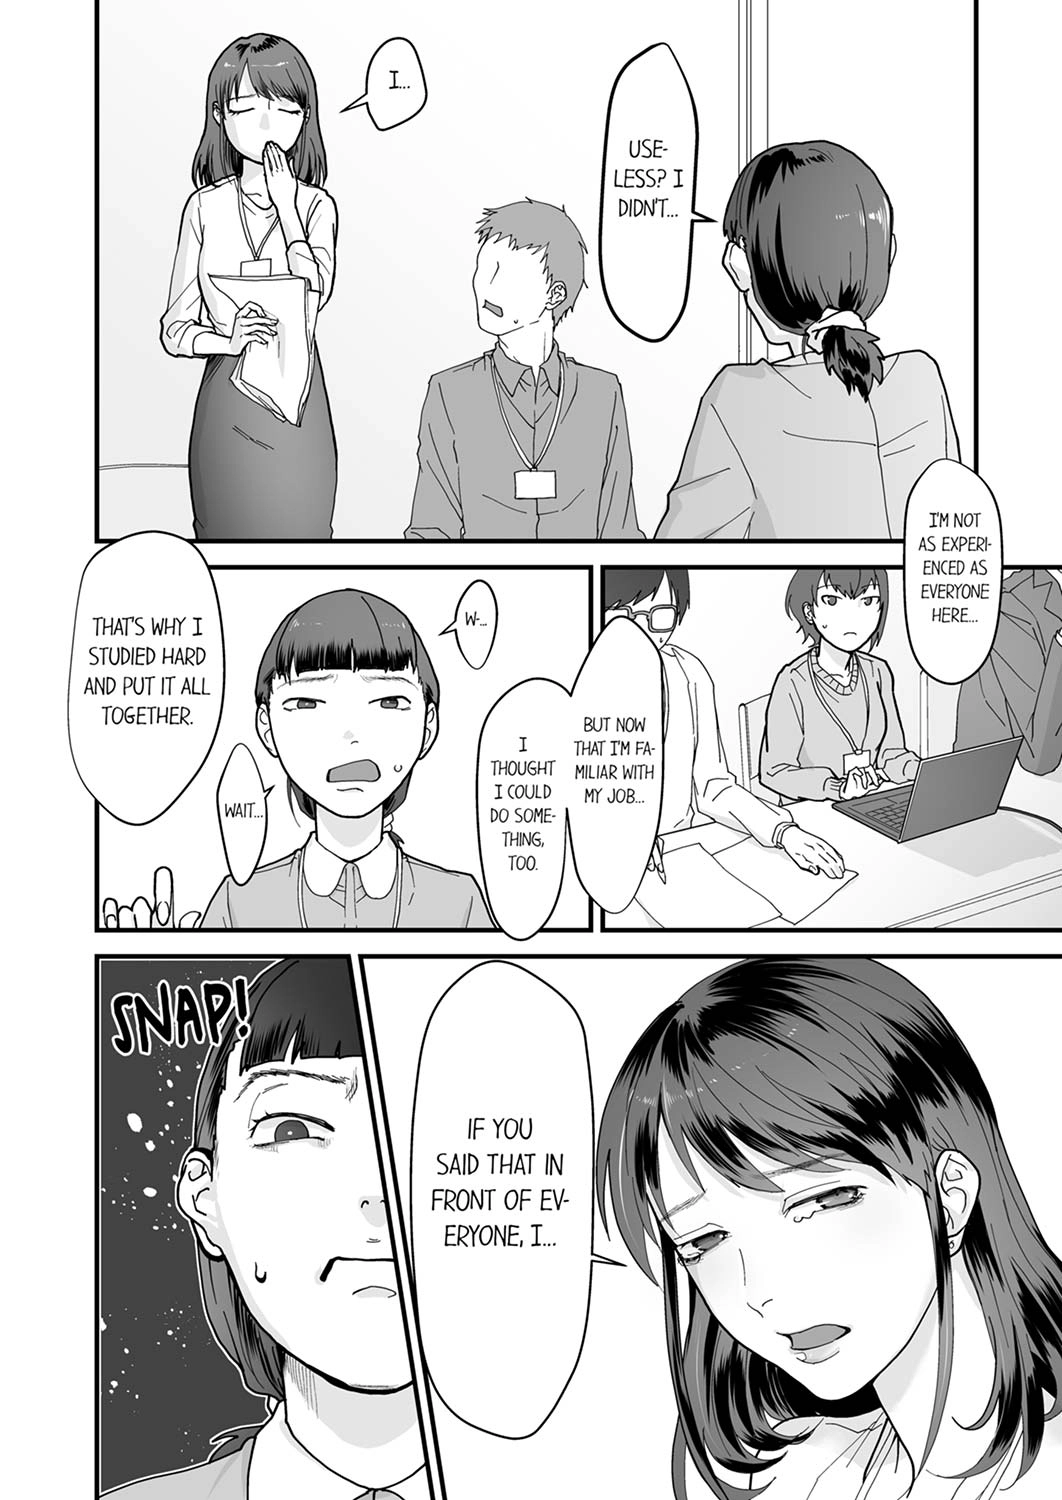 USE-
LESS? I
DIDN'T...
I...
I'M NOT
AS EXPERI-
ENCED AS
EVERYONE
HERE...
BUT NOW
THAT I'M FA-
MILIAR WITH
MY JOB...
I
THOUGHT
I COULD
DO SOME-
THING,
TOO.
W-...
WAIT...
THAT'S WHY I
STUDIED HARD
AND PUT IT ALL
TOGETHER.
IF YOU
SAID THAT IN
FRONT OF EV-
ERYONE, I...
SNAP!